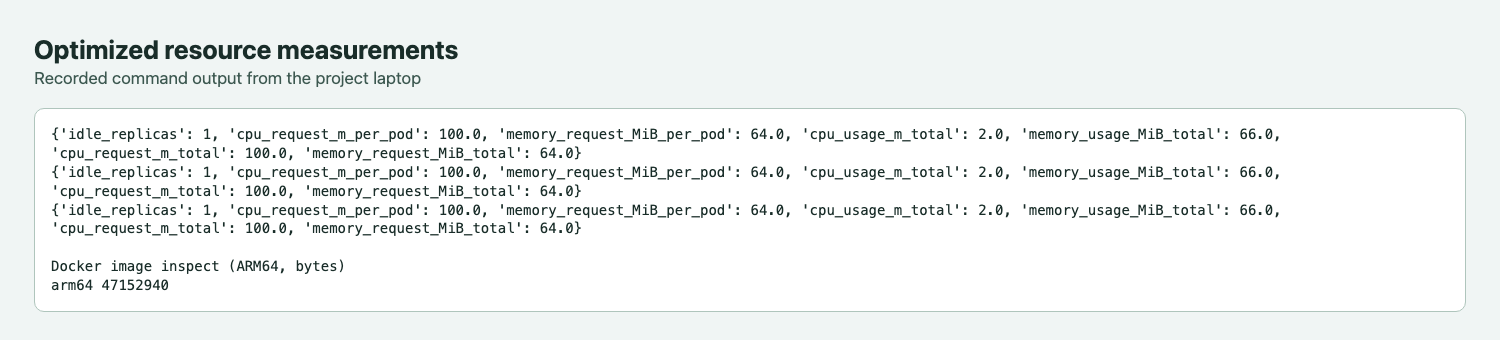 Optimized resource measurements
Recorded command output from the project laptop
{'idle_replicas': 1, 'cpu_request_m_per_pod': 100.0, 'memory_request_MiB_per_pod': 64.0, 'cpu_usage_m_total': 2.0, 'memory_usage_MiB_total': 66.0,
'cpu_request_m_total': 100.0, 'memory_request_MiB_total': 64.0}
{'idle_replicas': 1, 'cpu_request_m_per_pod': 100.0, 'memory_request_MiB_per_pod': 64.0, 'cpu_usage_m_total': 2.0, 'memory_usage_MiB_total': 66.0,
'cpu_request_m_total': 100.0, 'memory_request_MiB_total': 64.0}
{'idle_replicas': 1, 'cpu_request_m_per_pod': 100.0, 'memory_request_MiB_per_pod': 64.0, 'cpu_usage_m_total': 2.0, 'memory_usage_MiB_total': 66.0,
'cpu_request_m_total': 100.0, 'memory_request_MiB_total': 64.0}
Docker image inspect (ARM64, bytes)
arm64 47152940